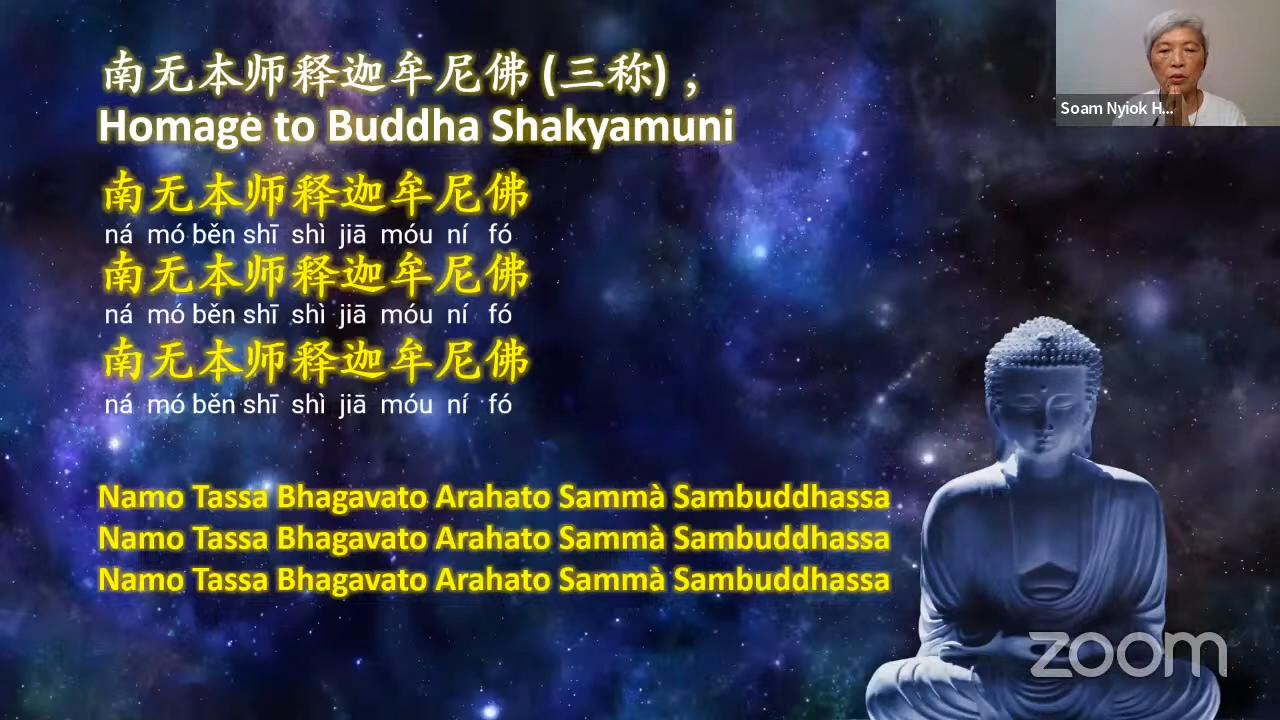 南无本师释迦牟尼佛 (三称) ，
Homage to Buddha Shakyamuni
南无本师释迦牟尼佛
ná mó běn shī shì jiā móu ní fó
南无本师释迦牟尼佛
ná mó běn shī shì jiā móu ní fó
南无本师释迦牟尼佛
ná mó běn shī shì jiā móu ní fó
Namo Tassa Bhagavato Arahato Sammà Sambuddhassa
Namo Tassa Bhagavato Arahato Sammà Sambuddhassa
Namo Tassa Bhagavato Arahato Sammà Sambuddhassa
Soam Nyiok H...
zoom